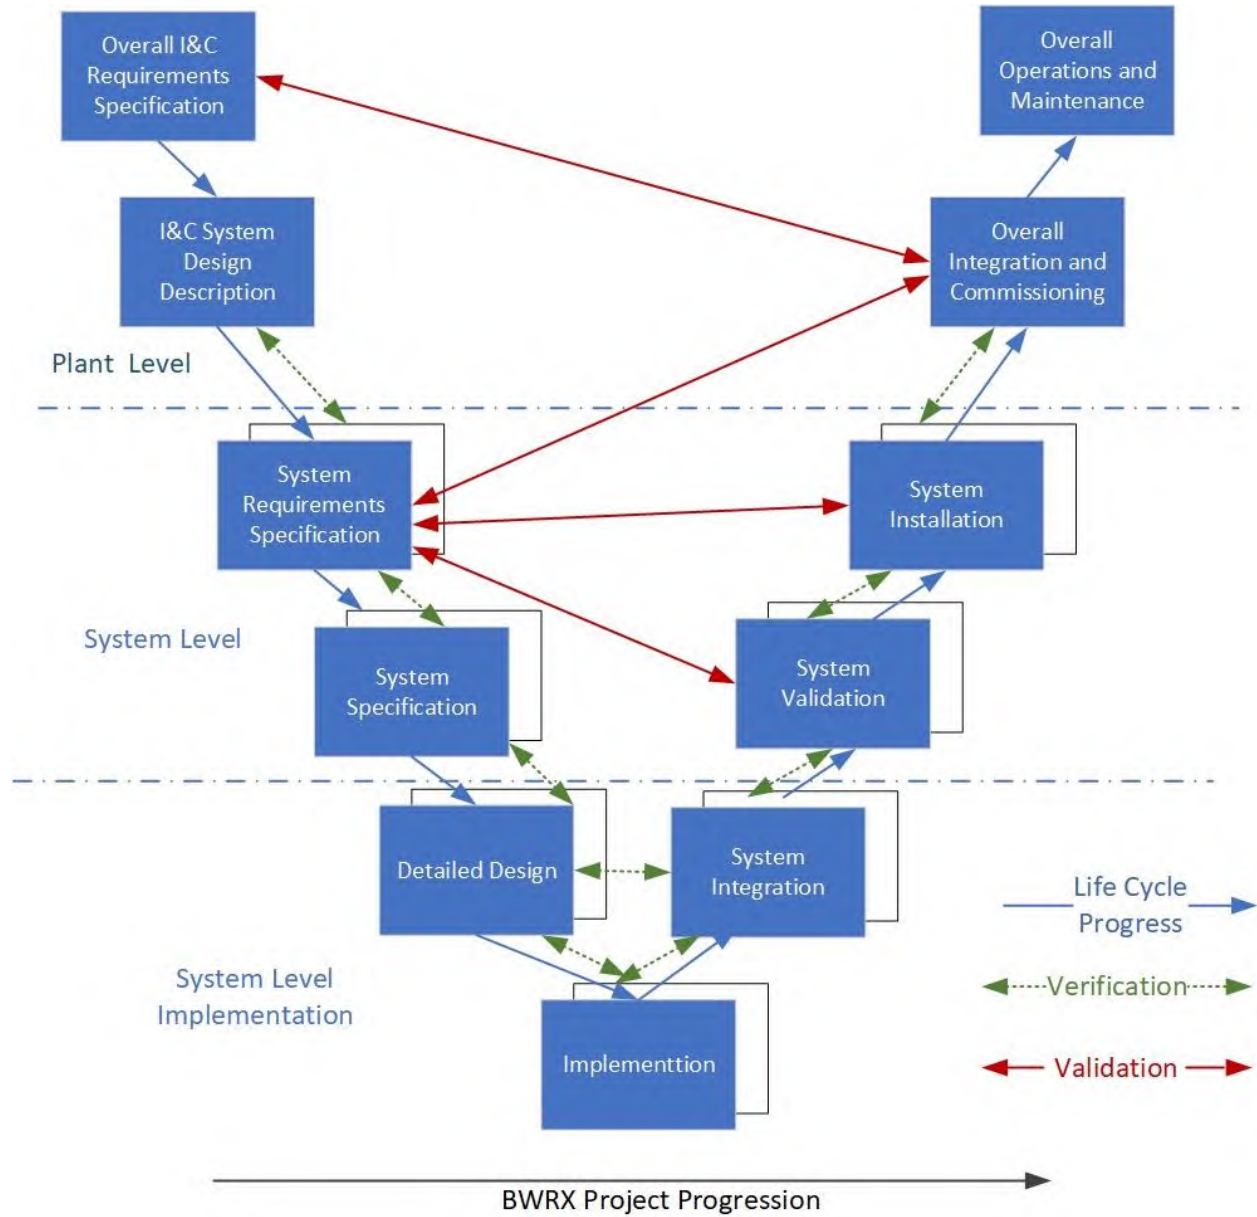 Overall I&C
Requirements
Specification
Overall
Operations and
Maintenance
I&C System
Design
Description
Overall
Integration and
Commissioning
Plant Level
System
Requirements
Specification
System
Installation
System Level
System
Specification
System
Validation
Detailed Design
System
Integration
Life Cycle
Progress
System Level
Implementation
Verification
Implementtion
Validation
BWRX Project Progression